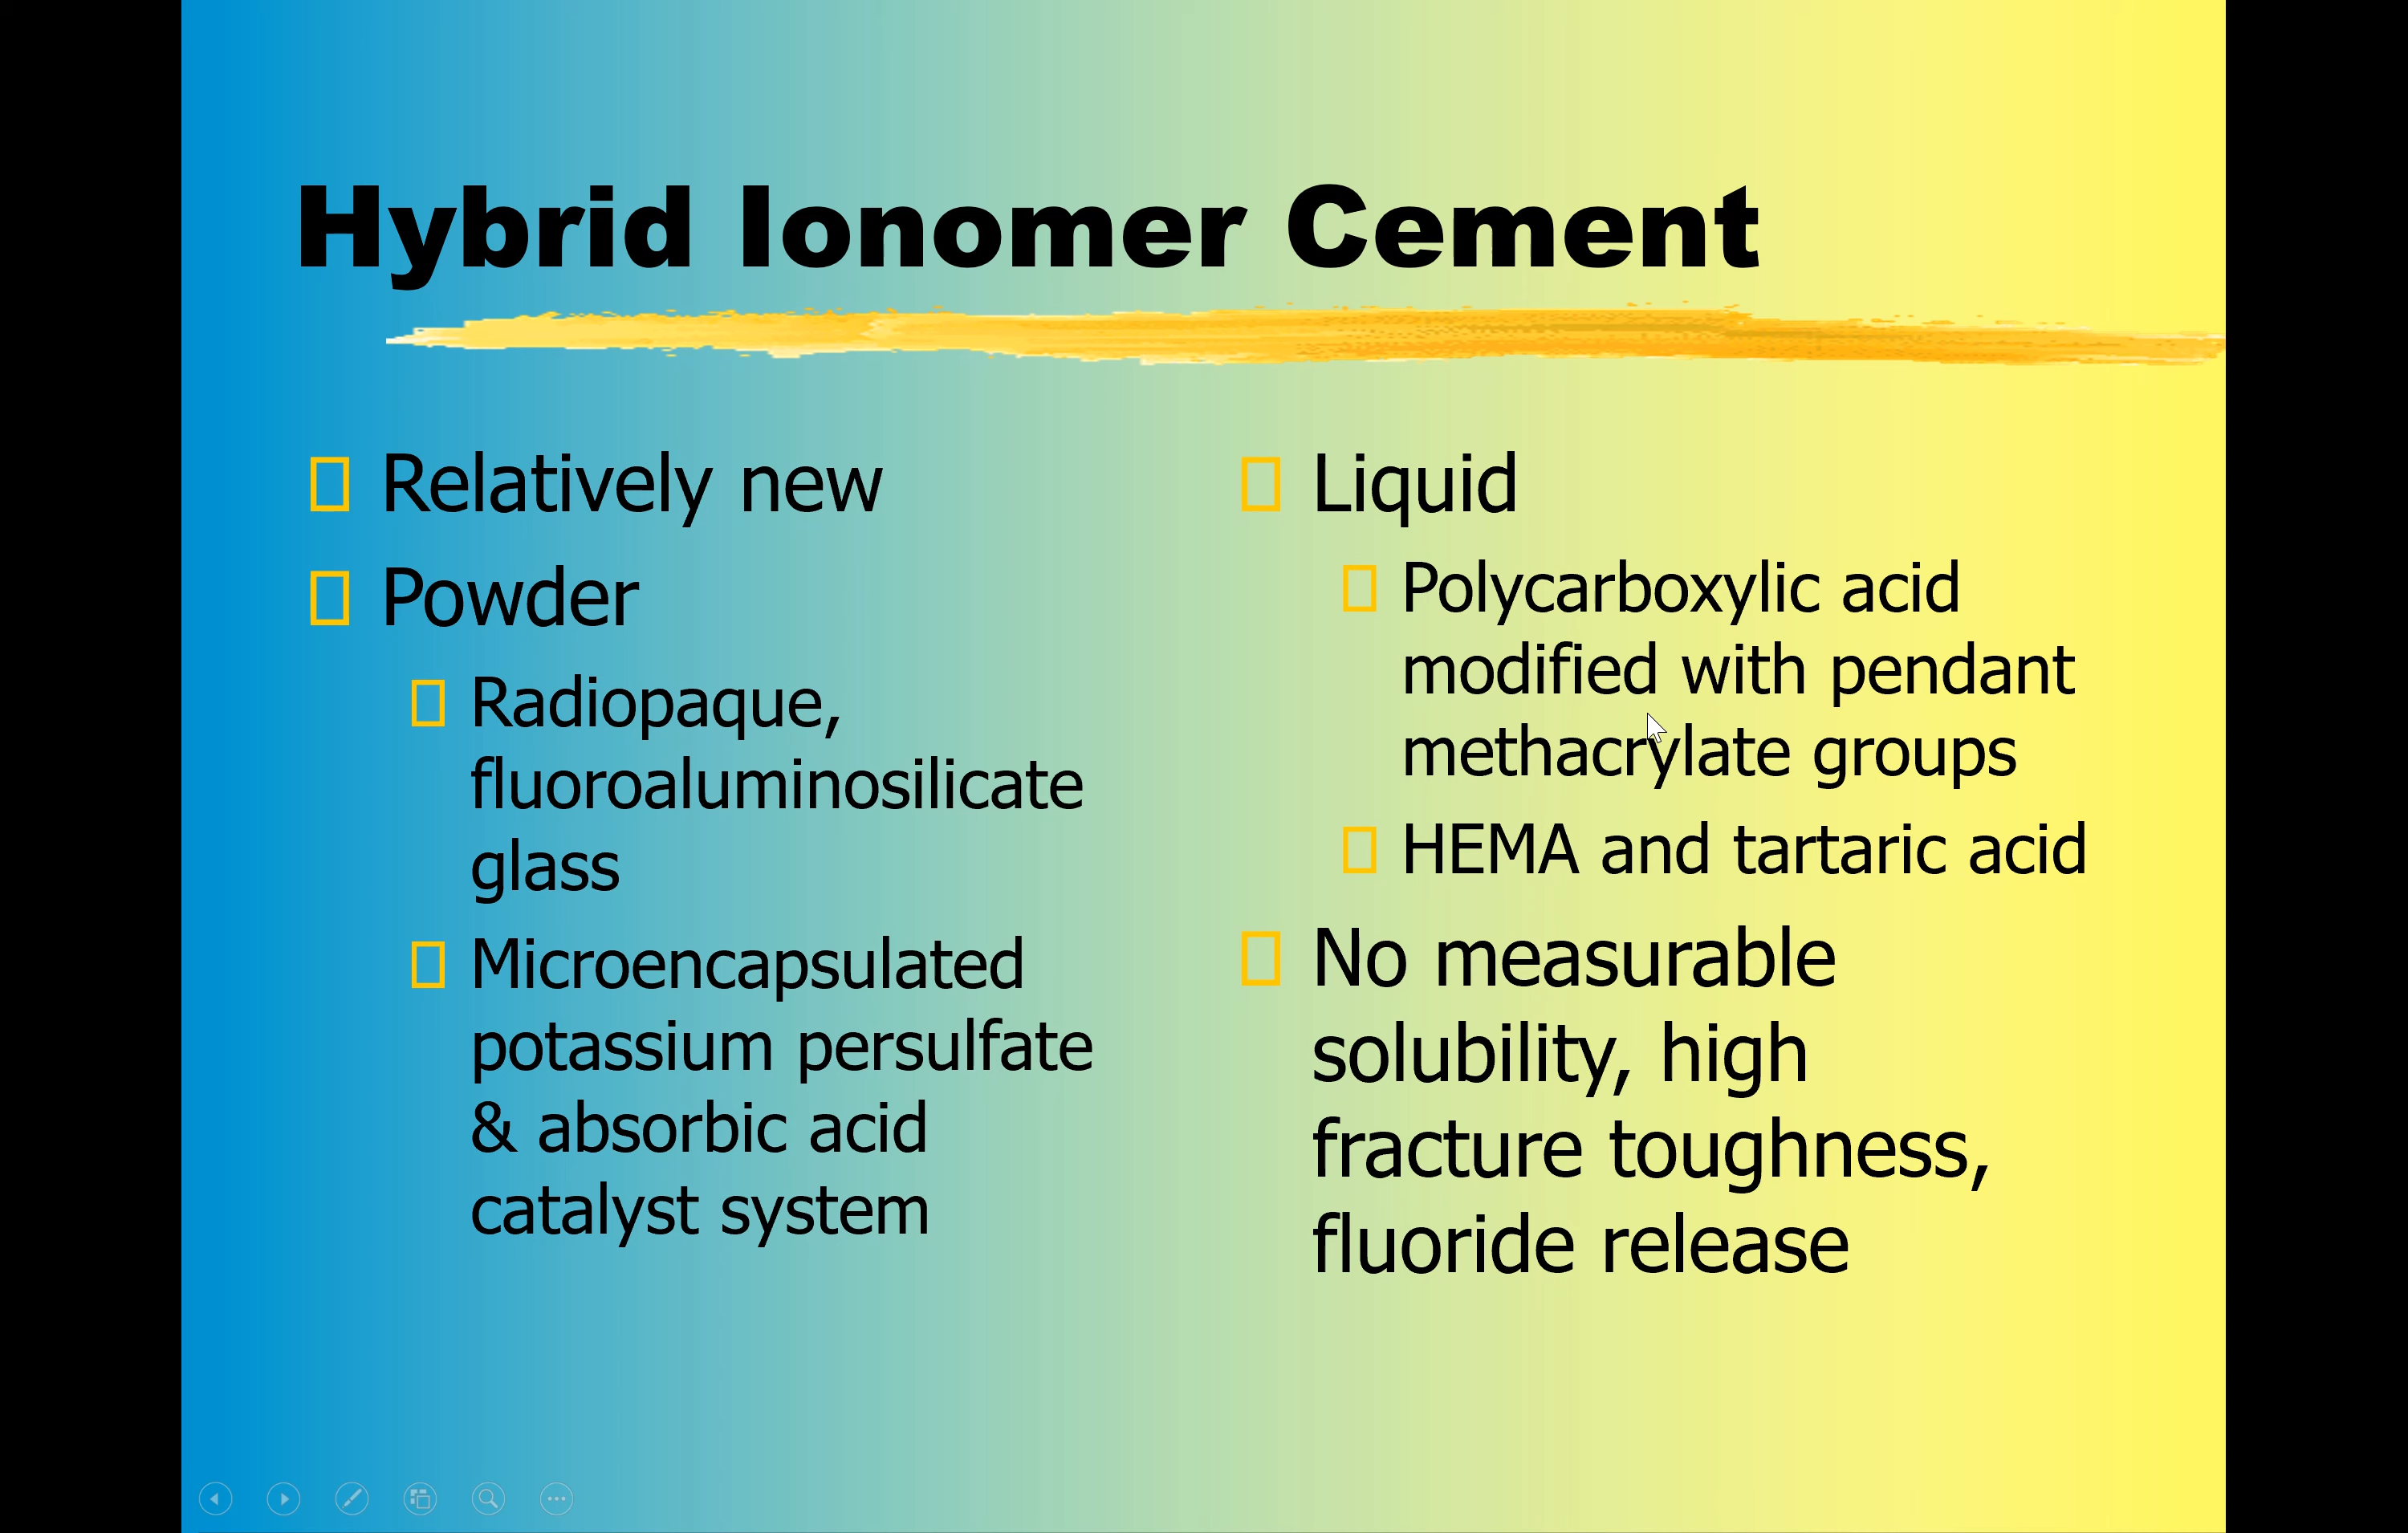 Hybrid Ionomer Cement
Relatively new
Powder
Radiopaque,
fluoroaluminosilicate
glass
Microencapsulated
potassium persulfate
& absorbic acid
catalyst system
Liquid
Polycarboxylic acid
modified with pendant
methacrylate groups
HEMA and tartaric acid
No measurable
solubility, high
fracture toughness,
fluoride release